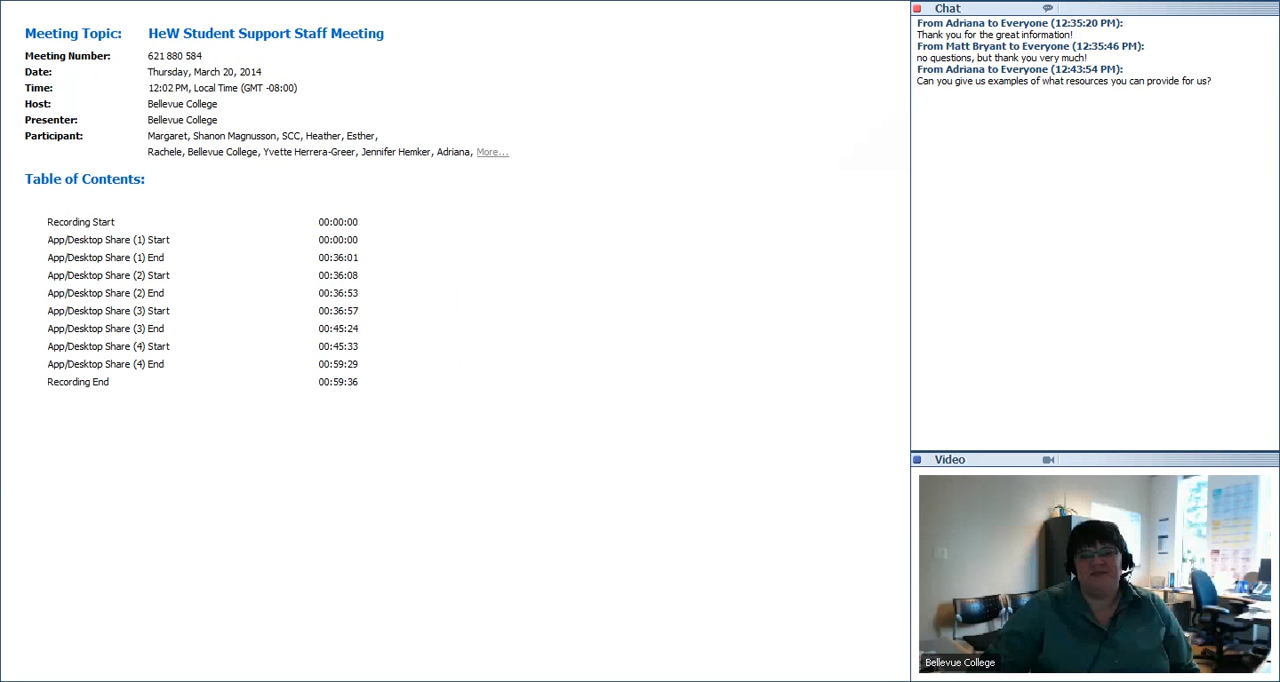 Meeting Topic: HeW Student Support Staff Meeting
Meeting Number: 621 880 584
Date: Thursday, March 20, 2014
Time: 12:02 PM, Local Time (GMT -08:00)
Host: Bellevue College
Presenter: Bellevue College
Participant: Margaret, Shanon Magnusson, SCC, Heather, Esther,
Rachele, Bellevue College, Yvette Herrera-Greer, Jennifer Hemker, Adriana, More...
Table of Contents:
Recording Start 00:00:00
App/Desktop Share (1) Start 00:00:00
App/Desktop Share (1) End 00:36:01
App/Desktop Share (2) Start 00:36:08
App/Desktop Share (2) End 00:36:53
App/Desktop Share (3) Start 00:36:57
App/Desktop Share (3) End 00:45:24
App/Desktop Share (4) Start 00:45:33
App/Desktop Share (4) End 00:59:29
Recording End 00:59:36
Chat
From Adriana to Everyone (12:35:20 PM):
Thank you for the great information!
From Matt Bryant to Everyone (12:35:46 PM):
no questions, but thank you very much!
From Adriana to Everyone (12:43:54 PM):
Can you give us examples of what resources you can provide for us?
Video
Bellevue College